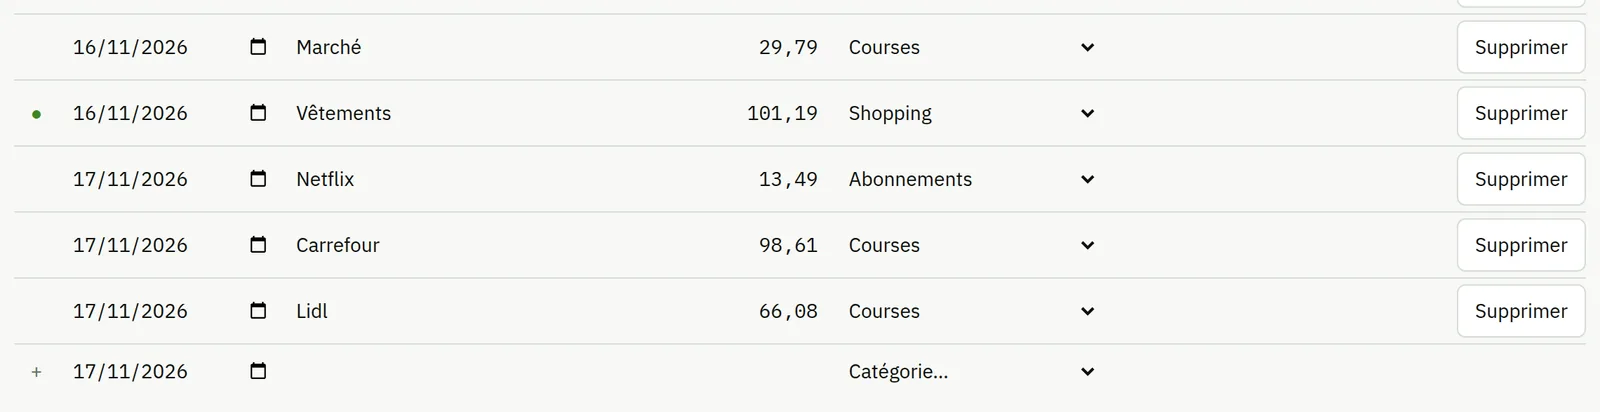 16/11/2026 Marché 29,79 Courses Supprimer
16/11/2026 Vêtements 101,19 Shopping Supprimer
17/11/2026 Netflix 13,49 Abonnements Supprimer
17/11/2026 Carrefour 98,61 Courses Supprimer
17/11/2026 Lidl 66,08 Courses Supprimer
+ 17/11/2026 Catégorie...